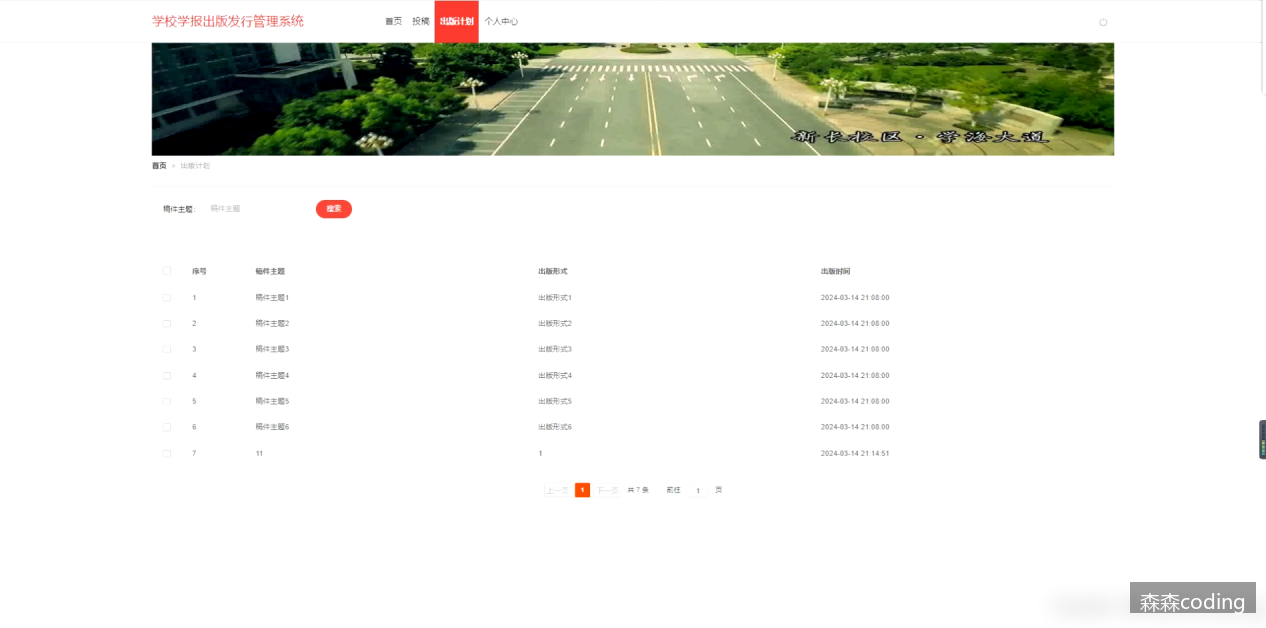 学校学报出版发行管理系统 首页 投稿 出版计划 个人中心
新长校区·学海大道
首页 出版计划
稿件主题: 稿件主题 搜索
序号 稿件主题 出版形式 出版时间
1 稿件主题1 出版形式1 2024-03-14 21:08:00
2 稿件主题2 出版形式2 2024-03-14 21:08:00
3 稿件主题3 出版形式3 2024-03-14 21:08:00
4 稿件主题4 出版形式4 2024-03-14 21:08:00
5 稿件主题5 出版形式5 2024-03-14 21:08:00
6 稿件主题6 出版形式6 2024-03-14 21:08:00
7 11 1 2024-03-14 21:14:51
上一页 1 下一页 共 7 条 前往 1 页
森森coding